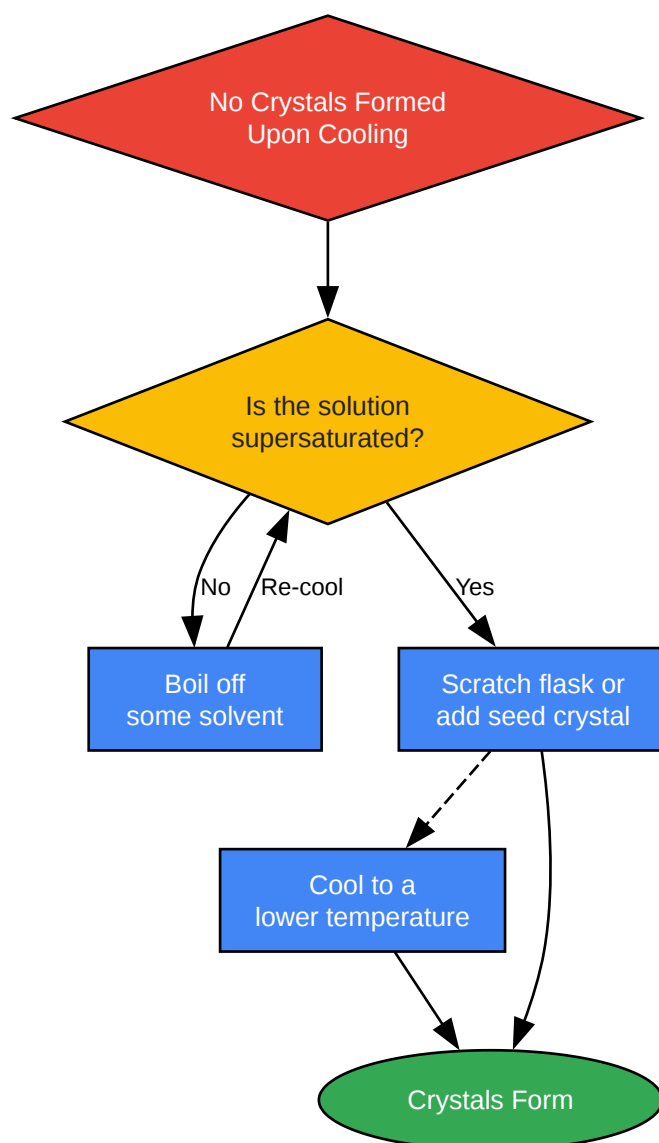 No Crystals Formed
Upon Cooling
Is the solution
supersaturated?
No
Re-cool
Yes
Boil off
some solvent
Scratch flask or
add seed crystal
Cool to a
lower temperature
Crystals Form